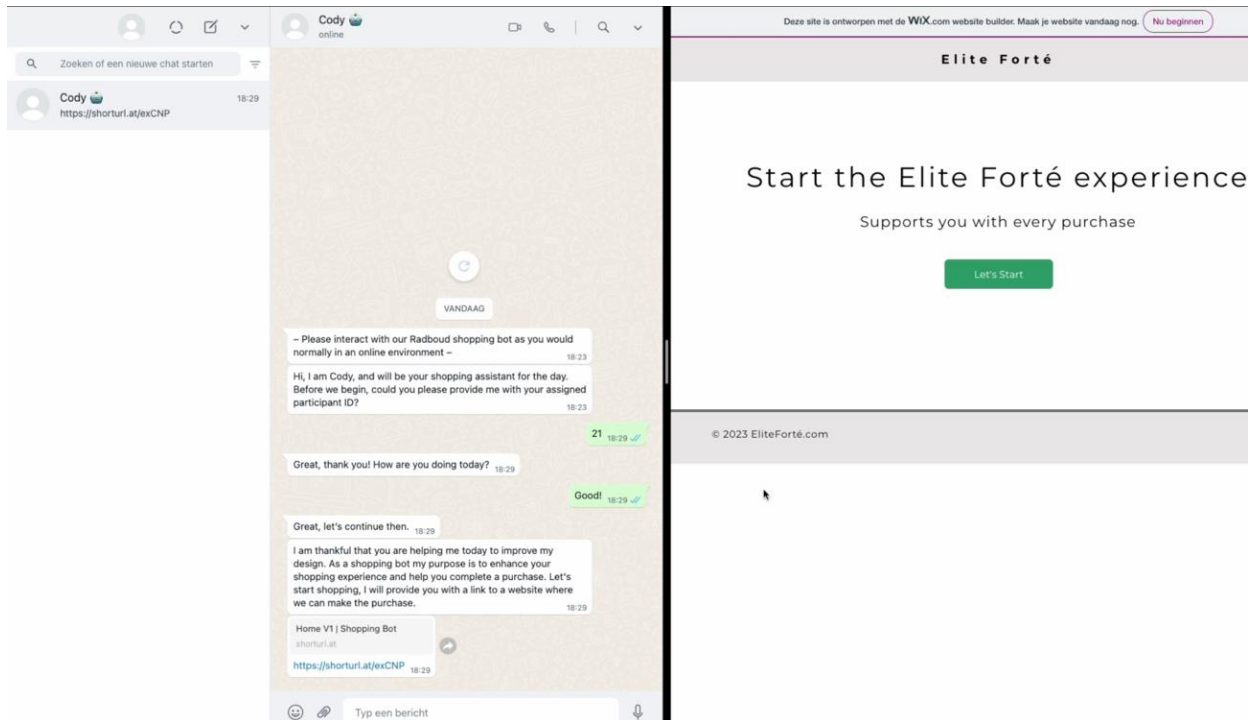 Zoeken of een nieuwe chat starten
Cody 🤖
18:29
https://shorturl.at/exCNP
Cody 🤖
online
VANDAAG
– Please interact with our Radboud shopping bot as you would
normally in an online environment –
18:23
Hi, I am Cody, and will be your shopping assistant for the day.
Before we begin, could you please provide me with your assigned
participant ID?
18:23
21 18:29
Great, thank you! How are you doing today? 18:29
Good! 18:29
Great, let's continue then. 18:29
I am thankful that you are helping me today to improve my
design. As a shopping bot my purpose is to enhance your
shopping experience and help you complete a purchase. Let's
start shopping, I will provide you with a link to a website where
we can make the purchase.
18:29
Home V1 | Shopping Bot
shorturl.at
https://shorturl.at/exCNP 18:29
Typ een bericht
Deze site is ontworpen met de WiX.com website builder. Maak je website vandaag nog. Nu beginnen
Elite Forté
Start the Elite Forté experience
Supports you with every purchase
Let's Start
© 2023 EliteForté.com